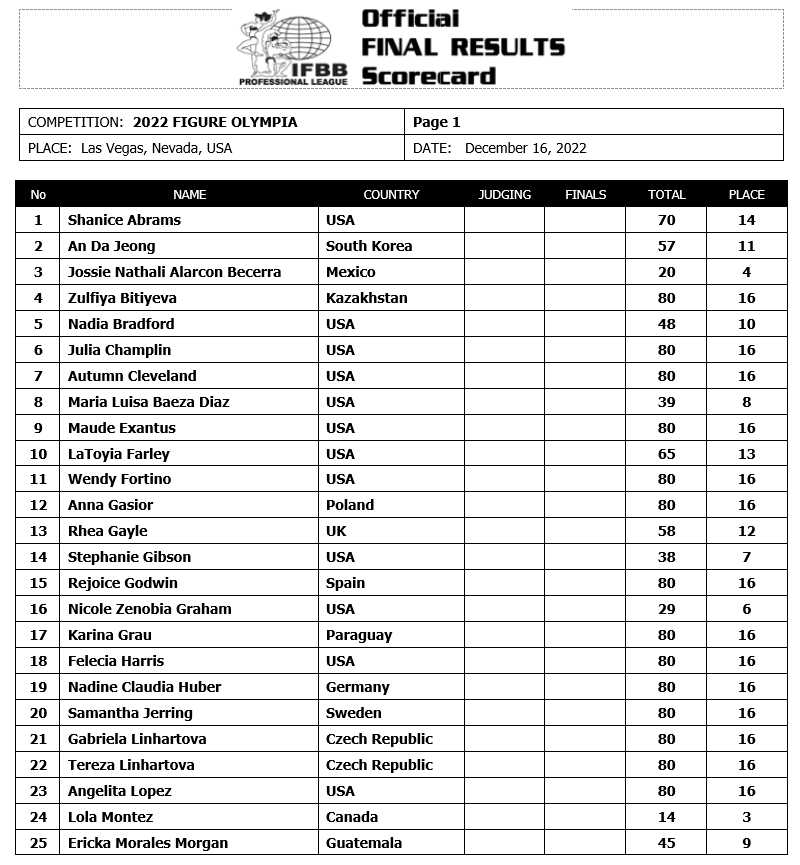 Official
FINAL RESULTS
Scorecard
IFBB
PROFESSIONAL LEAGUE
COMPETITION: 2022 FIGURE OLYMPIA Page 1
PLACE: Las Vegas, Nevada, USA DATE: December 16, 2022
No NAME COUNTRY JUDGING FINALS TOTAL PLACE
1 Shanice Abrams USA 70 14
2 An Da Jeong South Korea 57 11
3 Jossie Nathali Alarcon Becerra Mexico 20 4
4 Zulfiya Bitiyeva Kazakhstan 80 16
5 Nadia Bradford USA 48 10
6 Julia Champlin USA 80 16
7 Autumn Cleveland USA 80 16
8 Maria Luisa Baeza Diaz USA 39 8
9 Maude Exantus USA 80 16
10 LaToyia Farley USA 65 13
11 Wendy Fortino USA 80 16
12 Anna Gasior Poland 80 16
13 Rhea Gayle UK 58 12
14 Stephanie Gibson USA 38 7
15 Rejoice Godwin Spain 80 16
16 Nicole Zenobia Graham USA 29 6
17 Karina Grau Paraguay 80 16
18 Felecia Harris USA 80 16
19 Nadine Claudia Huber Germany 80 16
20 Samantha Jerring Sweden 80 16
21 Gabriela Linhartova Czech Republic 80 16
22 Tereza Linhartova Czech Republic 80 16
23 Angelita Lopez USA 80 16
24 Lola Montez Canada 14 3
25 Ericka Morales Morgan Guatemala 45 9